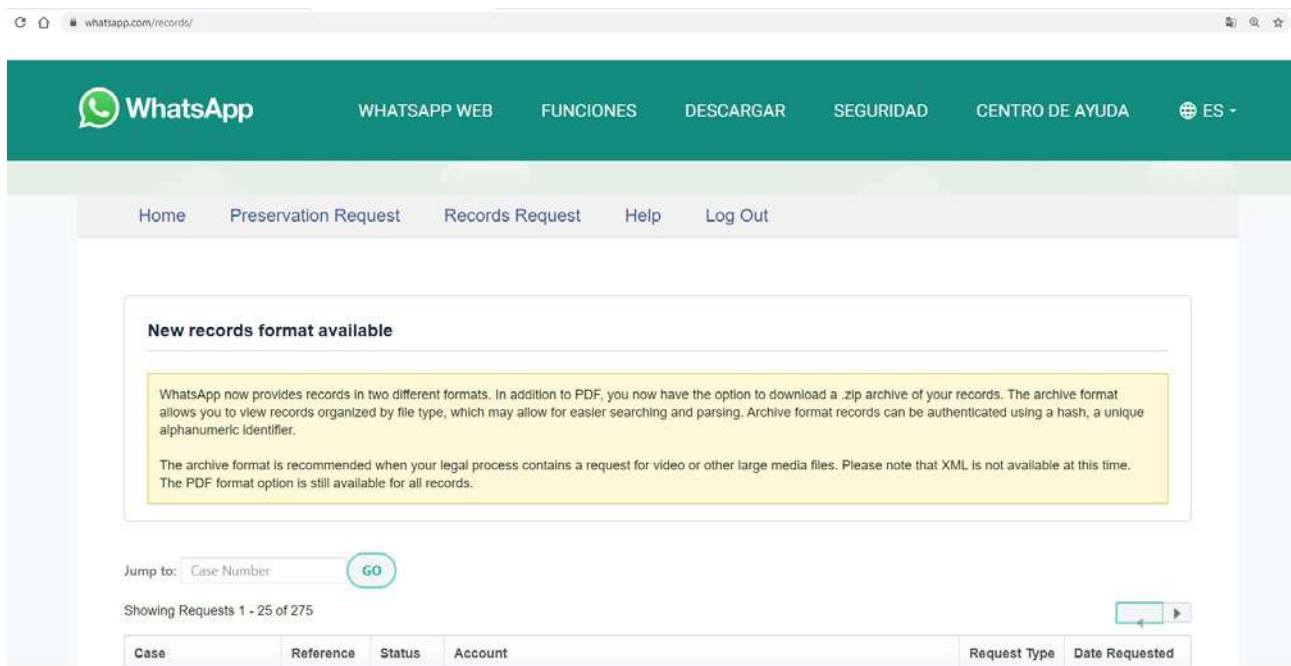 whatsapp.com/records/
WhatsApp
WHATSAPP WEB
FUNCIONES
DESCARGAR
SEGURIDAD
CENTRO DE AYUDA
ES
Home
Preservation Request
Records Request
Help
Log Out
New records format available
WhatsApp now provides records in two different formats. In addition to PDF, you now have the option to download a .zip archive of your records. The archive format
allows you to view records organized by file type, which may allow for easier searching and parsing. Archive format records can be authenticated using a hash, a unique
alphanumeric identifier.
The archive format is recommended when your legal process contains a request for video or other large media files. Please note that XML is not available at this time.
The PDF format option is still available for all records.
Jump to: Case Number GO
Showing Requests 1 - 25 of 275
Case Reference Status Account Request Type Date Requested